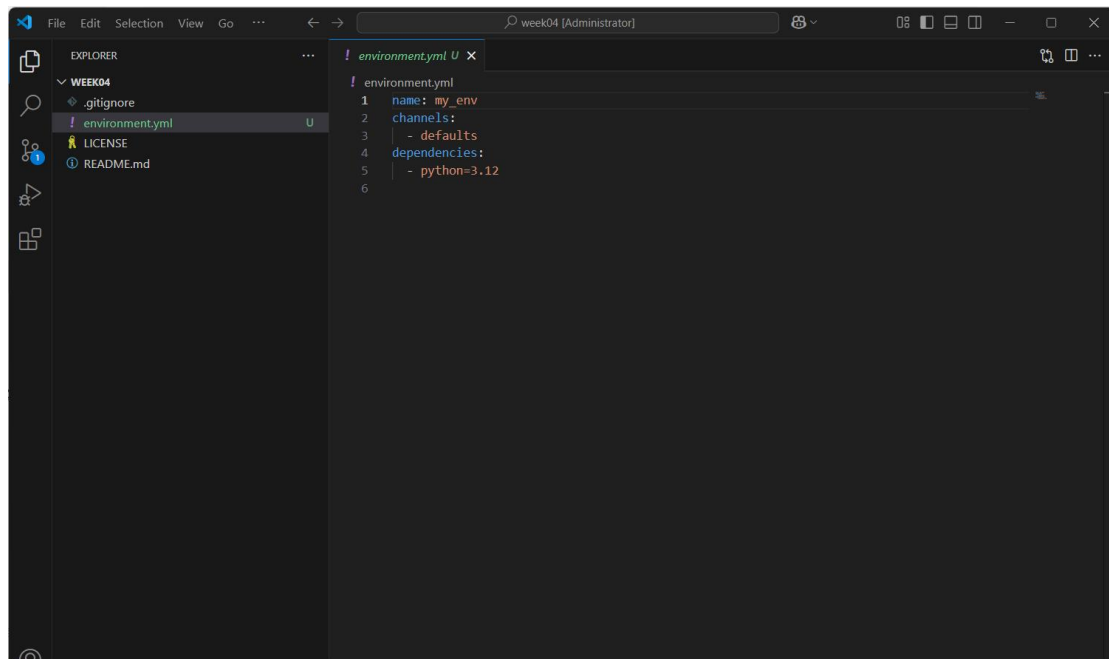 File Edit Selection View Go ··· week04 [Administrator]
EXPLORER ···
WEEK04
.gitignore
! environment.yml U
LICENSE
README.md
1
! environment.yml U
! environment.yml
1 name: my_env
2 channels:
3 - defaults
4 dependencies:
5 - python=3.12
6